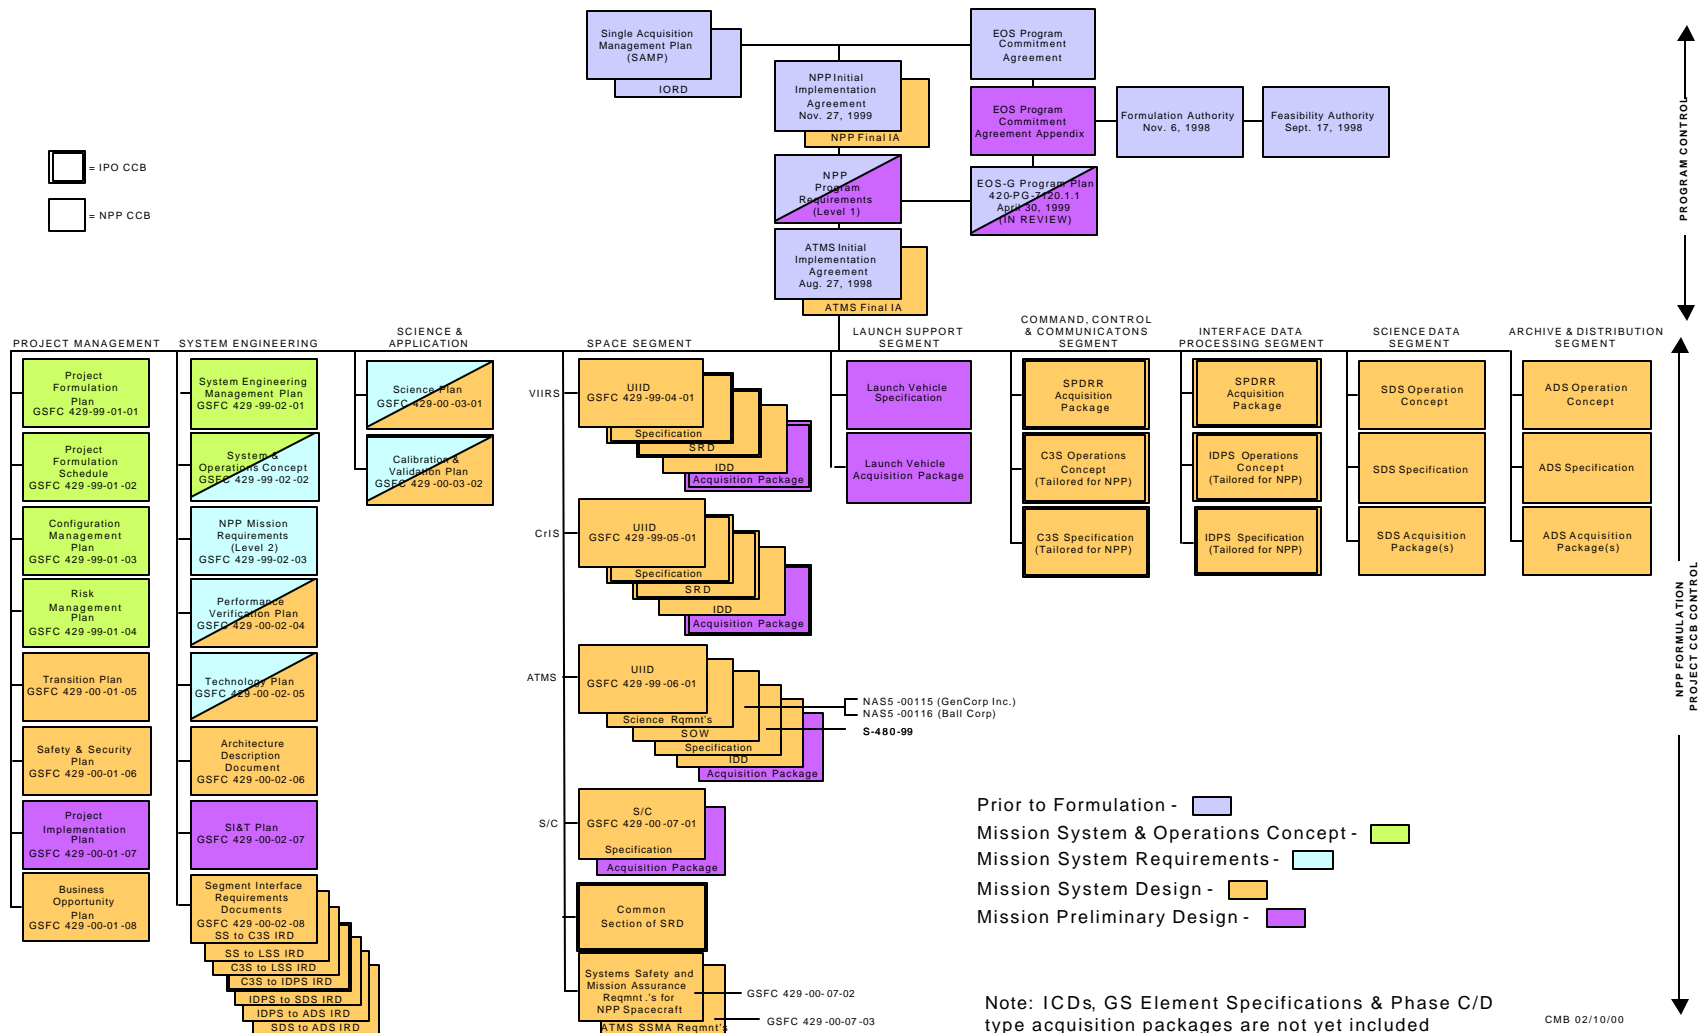 Single Acquisition
Management Plan
(SAMP)
IORD
EOS Program
Commitment
Agreement
NPP Initial
Implementation
Agreement
Nov. 27, 1999
NPP Final IA
EOS Program
Commitment
Agreement Appendix
Formulation Authority
Nov. 6, 1998
Feasibility Authority
Sept. 17, 1998
= IPO CCB
= NPP CCB
NPP
Program
Requirements
(Level 1)
EOS-G Program Plan
420-PG-7120.1.1
April 30, 1999
(IN REVIEW)
ATMS Initial
Implementation
Agreement
Aug. 27, 1998
ATMS Final IA
PROGRAM CONTROL
PROJECT MANAGEMENT
Project
Formulation
Plan
GSFC 429-99-01-01
Project
Formulation
Schedule
GSFC 429-99-01-02
Configuration
Management
Plan
GSFC 429-99-01-03
Risk
Management
Plan
GSFC 429-99-01-04
Transition Plan
GSFC 429-00-01-05
Safety & Security
Plan
GSFC 429-00-01-06
Project
Implementation
Plan
GSFC 429-00-01-07
Business
Opportunity
Plan
GSFC 429-00-01-08
SYSTEM ENGINEERING
System Engineering
Management Plan
GSFC 429-99-02-01
System &
Operations Concept
GSFC 429-99-02-02
NPP Mission
Requirements
(Level 2)
GSFC 429-99-02-03
Performance
Verification Plan
GSFC 429-00-02-04
Technology Plan
GSFC 429-00-02-05
Architecture
Description
Document
GSFC 429-00-02-06
SI&T Plan
GSFC 429-00-02-07
Segment Interface
Requirements
Documents
GSFC 429-00-02-08
SS to C3S IRD
SS to LSS IRD
C3S to LSS IRD
C3S to IDPS IRD
IDPS to SDS IRD
IDPS to ADS IRD
SDS to ADS IRD
SCIENCE &
APPLICATION
Science Plan
GSFC 429-00-03-01
Calibration &
Validation Plan
GSFC 429-00-03-02
SPACE SEGMENT
VIIRS
UIID
GSFC 429-99-04-01
Specification
SRD
IDD
Acquisition Package
CrIS
UIID
GSFC 429-99-05-01
Specification
SRD
IDD
Acquisition Package
ATMS
UIID
GSFC 429-99-06-01
Science Rqmnt's
SOW
Specification
IDD
Acquisition Package
NAS5-00115 (GenCorp Inc.)
NAS5-00116 (Ball Corp)
S-480-99
S/C
S/C
GSFC 429-00-07-01
Specification
Acquisition Package
Common
Section of SRD
Systems Safety and
Mission Assurance
Reqmnt.'s for
NPP Spacecraft
ATMS SSMA Reqmnt's
GSFC 429-00-07-02
GSFC 429-00-07-03
LAUNCH SUPPORT
SEGMENT
Launch Vehicle
Specification
Launch Vehicle
Acquisition Package
COMMAND, CONTROL
& COMMUNICATONS
SEGMENT
SPDRR
Acquisition
Package
C3S Operations
Concept
(Tailored for NPP)
C3S Specification
(Tailored for NPP)
INTERFACE DATA
PROCESSING SEGMENT
SPDRR
Acquisition
Package
IDPS Operations
Concept
(Tailored for NPP)
IDPS Specification
(Tailored for NPP)
SCIENCE DATA
SEGMENT
SDS Operation
Concept
SDS Specification
SDS Acquisition
Package(s)
ARCHIVE & DISTRIBUTION
SEGMENT
ADS Operation
Concept
ADS Specification
ADS Acquisition
Package(s)
NPP FORMULATION
PROJECT CCB CONTROL
Prior to Formulation -
Mission System & Operations Concept -
Mission System Requirements -
Mission System Design -
Mission Preliminary Design -
Note: ICDs, GS Element Specifications & Phase C/D
type acquisition packages are not yet included
CMB 02/10/00